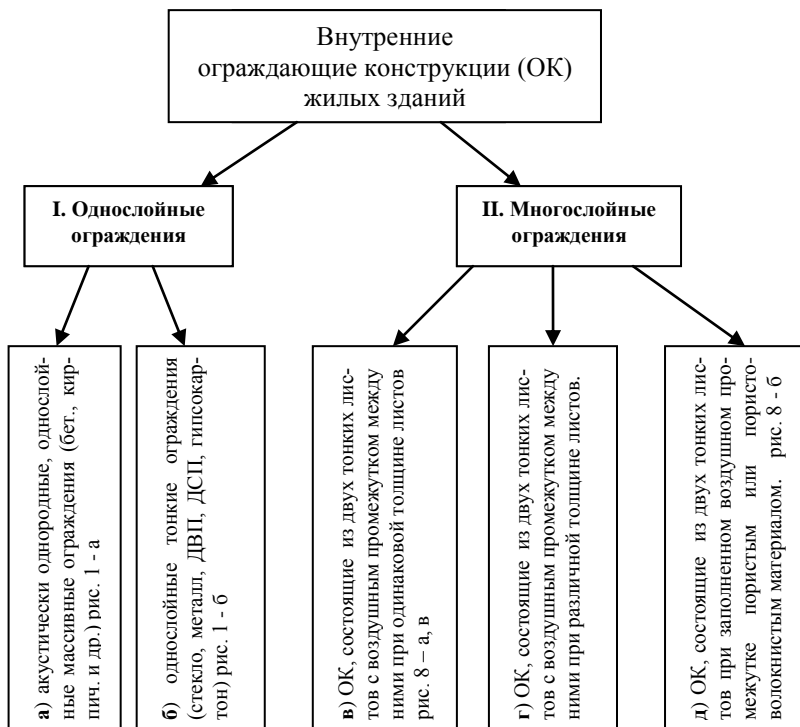 Внутренние
ограждающие конструкции (ОК)
жилых зданий
I. Однослойные
ограждения
II. Многослойные
ограждения
а) акустически однородные, однослой-
ные массивные ограждения (бет., кир-
пич. и др.) рис. 1 - а
б) однослойные тонкие ограждения
(стекло, металл, ДВП, ДСП, гипсокар-
тон) рис. 1 - б
в) ОК, состоящие из двух тонких лис-
тов с воздушным промежутком между
ними при одинаковой толщине листов
рис. 8 – а, в
г) ОК, состоящие из двух тонких лис-
тов с воздушным промежутком между
ними при различной толщине листов.
д) ОК, состоящие из двух тонких лис-
тов при заполненном воздушном про-
межутке пористым или пористо-
волокнистым материалом. рис. 8 - б